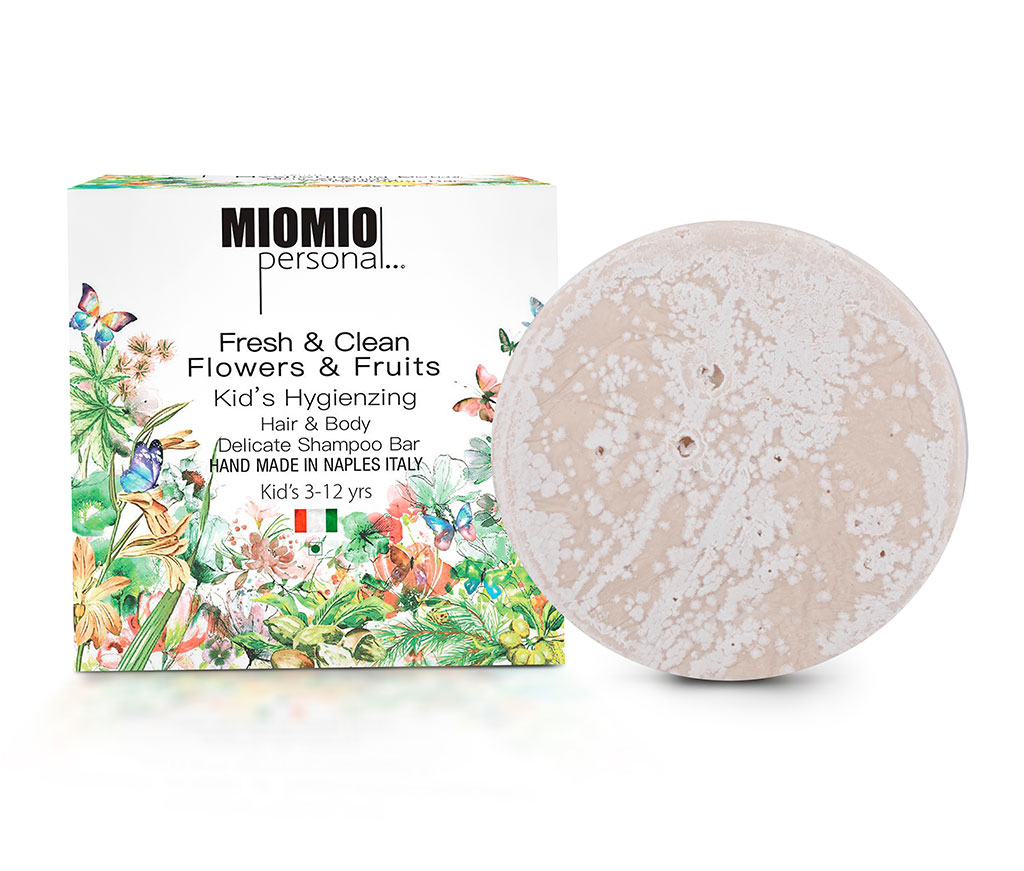 MIOMIO
personal...
Fresh & Clean
Flowers & Fruits
Kid's Hygienzing
Hair & Body
Delicate Shampoo Bar
HAND MADE IN NAPLES ITALY
Kid's 3-12 yrs